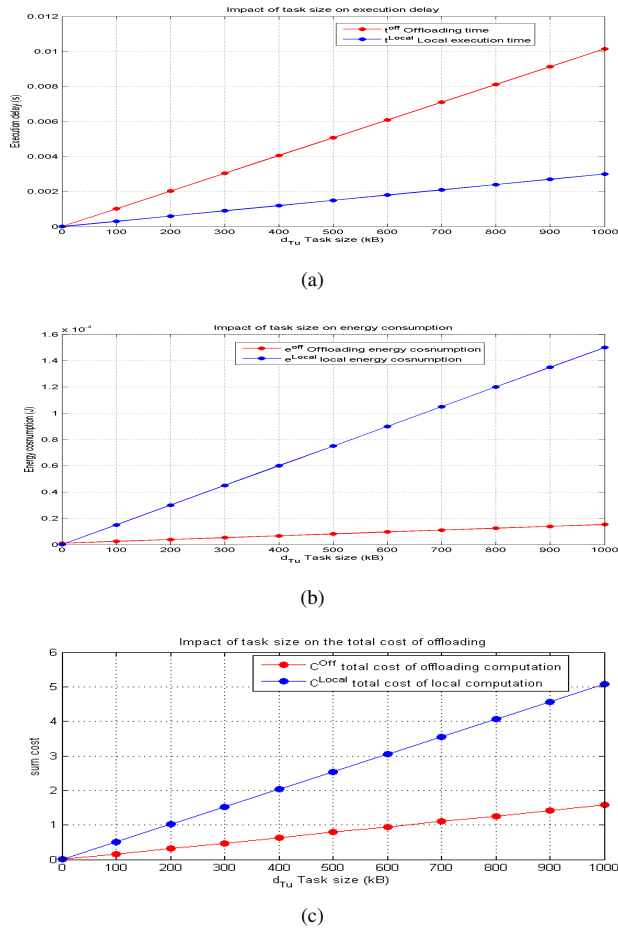 Impact of task size on execution delay
0.012
0.01
0.008
0.006
0.004
0.002
0
Execution delay (s)
t^off Offloading time
t^Local Local execution time
0 100 200 300 400 500 600 700 800 900 1000
d_Tu Task size (kB)
(a)
Impact of task size on energy consumption
1.6 x 10^-4
1.4
1.2
1
0.8
0.6
0.4
0.2
0
Energy cosnumption (J)
e^off Offloading energy cosnumption
e^Local local energy cosnumption
0 100 200 300 400 500 600 700 800 900 1000
d_Tu Task size (kB)
(b)
Impact of task size on the total cost of offloading
6
5
4
3
2
1
0
sum cost
C^Off total cost of offloading computation
C^Local total cost of local computation
0 100 200 300 400 500 600 700 800 900 1000
d_Tu Task size (kB)
(c)